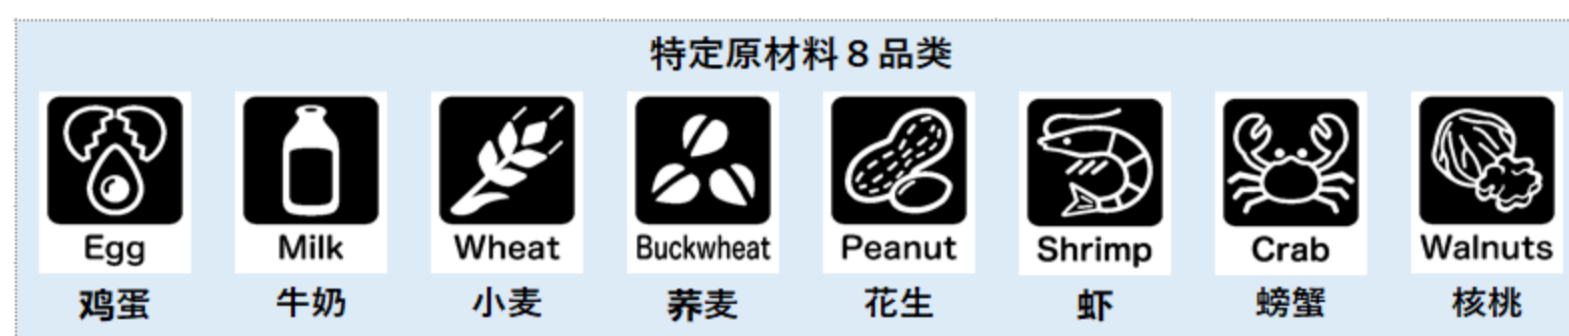 特定原材料８品类
Egg Milk Wheat Buckwheat Peanut Shrimp Crab Walnuts
鸡蛋 牛奶 小麦 荞麦 花生 虾 螃蟹 核桃